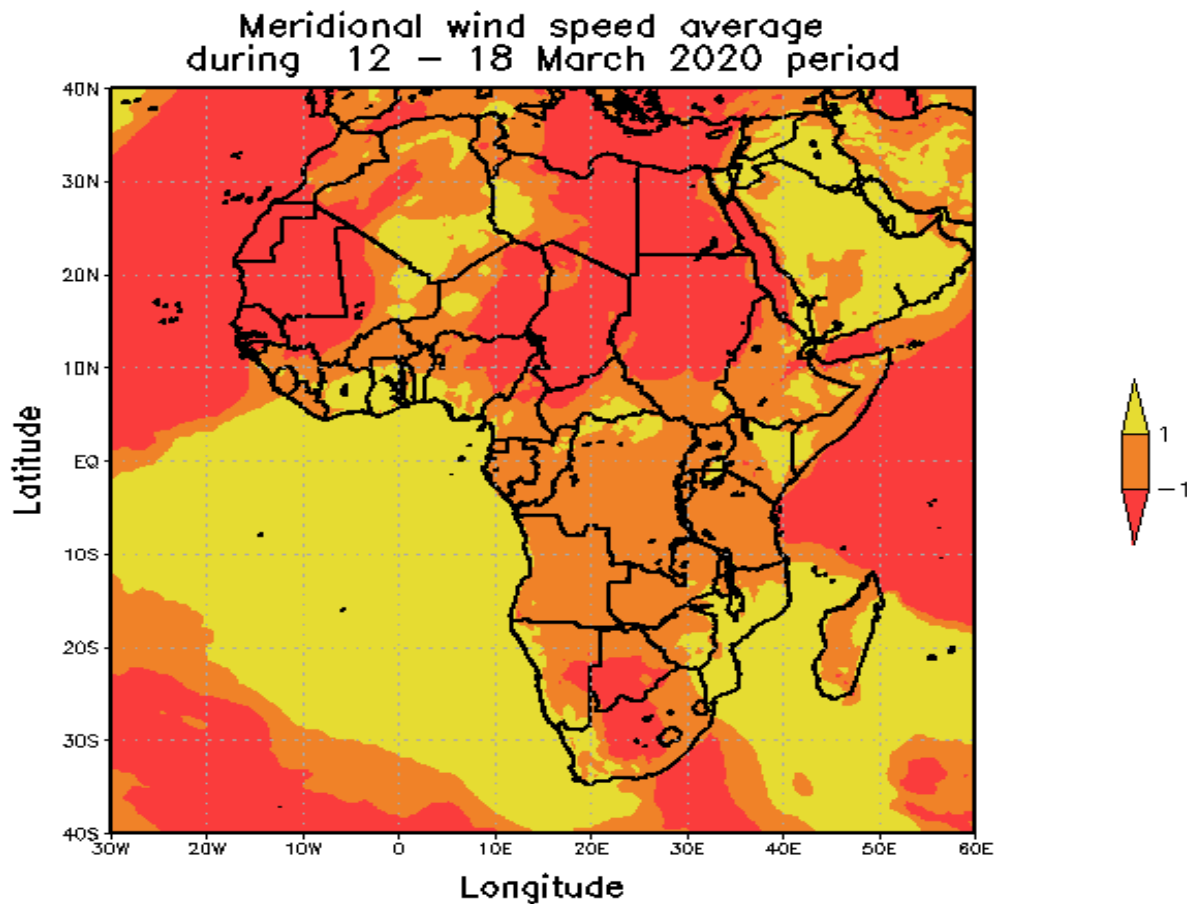 Meridional wind speed average
during 12 – 18 March 2020 period
40N
30N
20N
10N
EQ
10S
20S
30S
40S
Latitude
30W 20W 10W 0 10E 20E 30E 40E 50E 60E
Longitude
1
−1